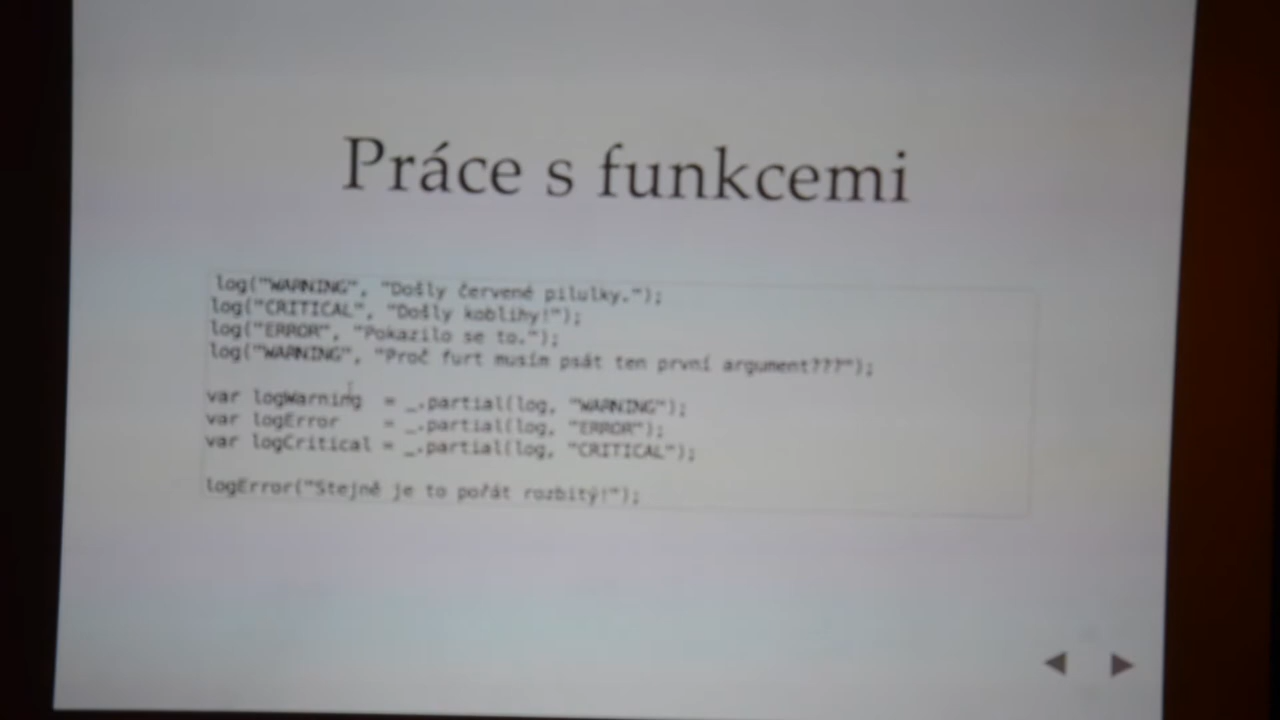 Práce s funkcemi
log("WARNING", "Došly červené pilulky.");
log("CRITICAL", "Došly koblihy!");
log("ERROR", "Pokazilo se to.");
log("WARNING", "Proč furt musím psát ten první argument???");
var logWarning = _.partial(log, "WARNING");
var logError = _.partial(log, "ERROR");
var logCritical = _.partial(log, "CRITICAL");
logError("Stejně je to pořát rozbitý!");